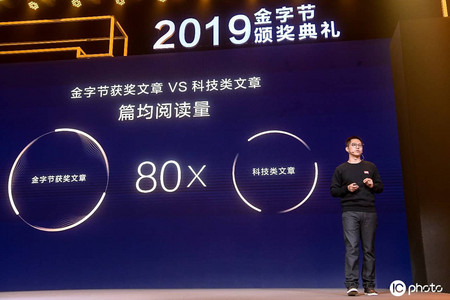 2019 金字节
颁奖典礼
金字节获奖文章 VS 科技类文章
篇均阅读量
金字节获奖文章
80X
科技类文章
IC photo